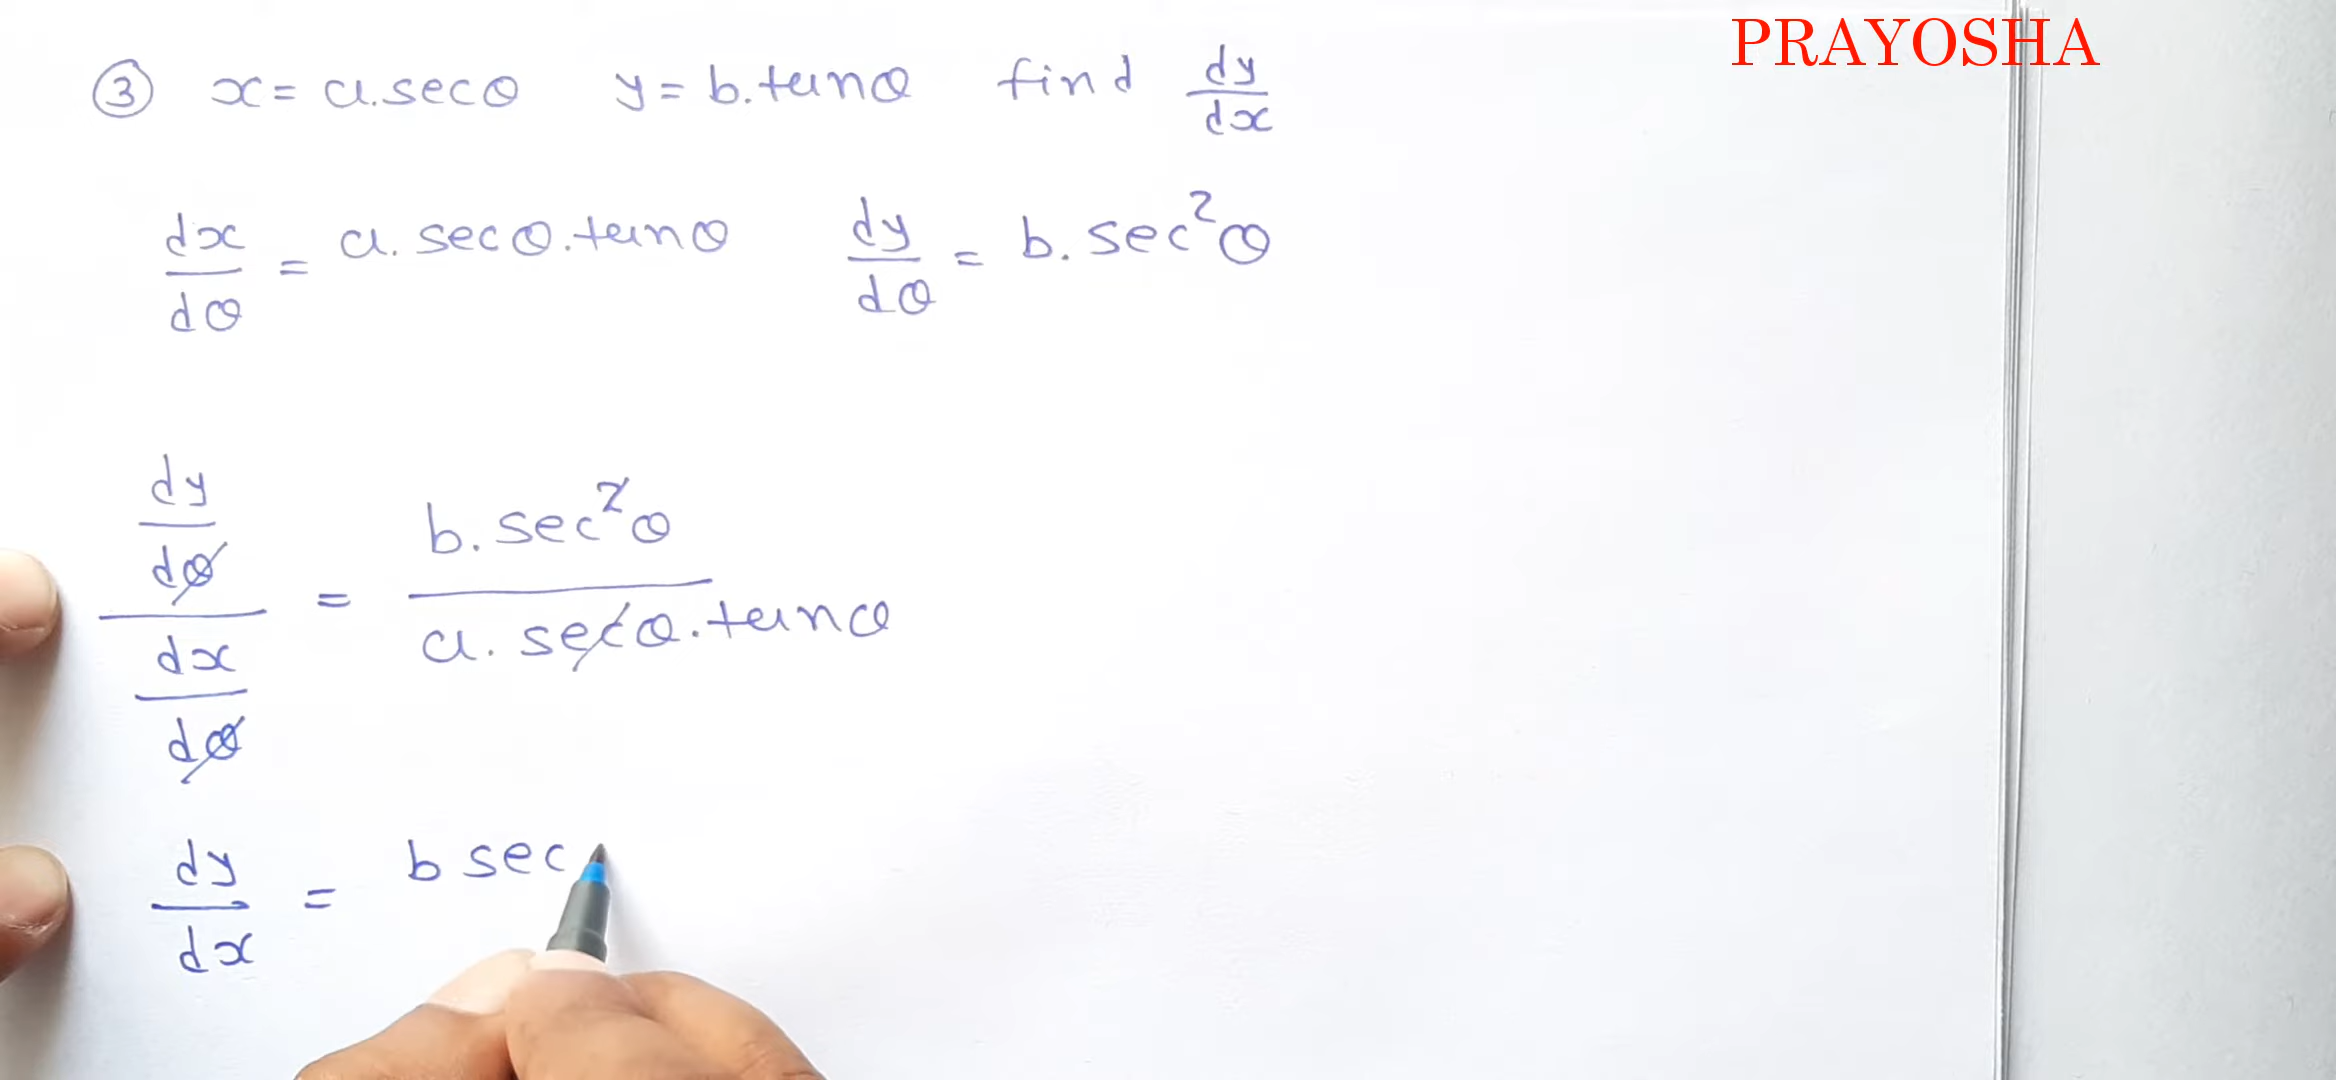 PRAYOSHA
③ x = a.secθ y = b.tanθ find dy/dx
dx/dθ = a.secθ.tanθ dy/dθ = b.sec²θ
(dy/dθ)/(dx/dθ) = b.sec²θ/a.secθ.tanθ
dy/dx = b sec